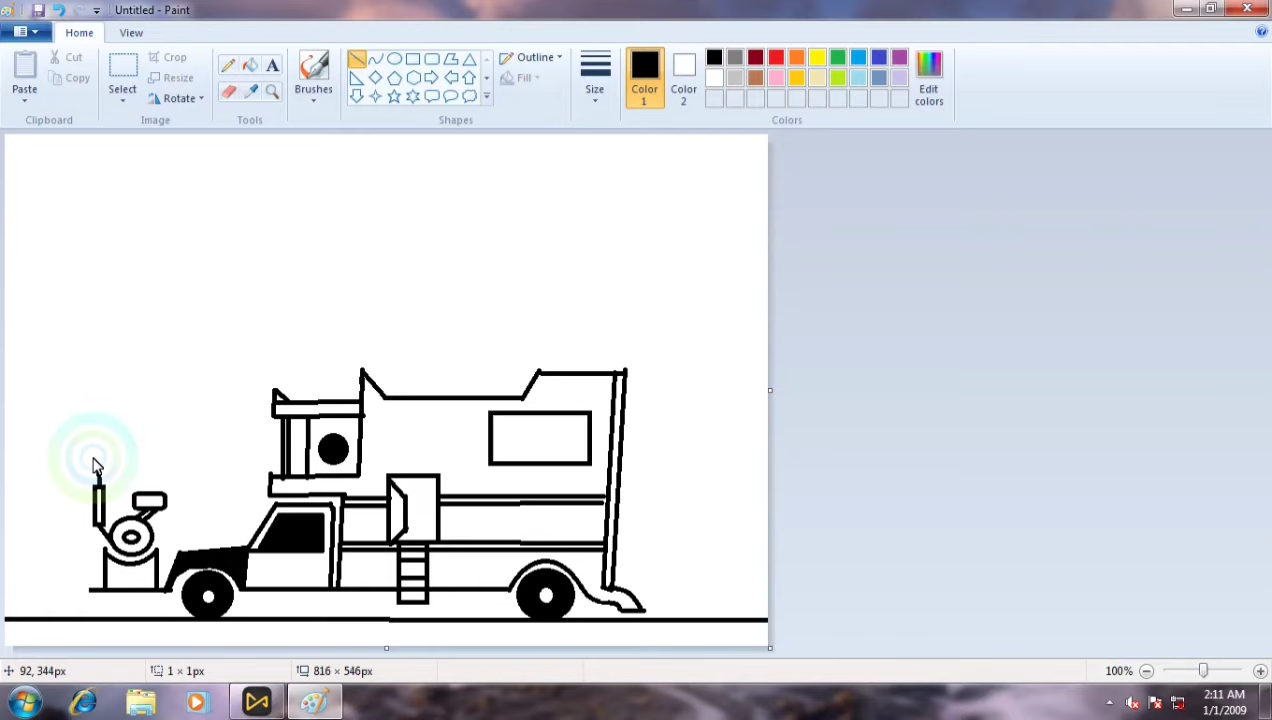 Untitled - Paint
Home
View
Paste
Cut
Copy
Clipboard
Select
Crop
Resize
Rotate
Image
Tools
Brushes
Outline
Fill
Shapes
Size
Color 1
Color 2
Colors
Edit colors
92, 344px
1 × 1px
816 × 546px
100%
2:11 AM
1/1/2009